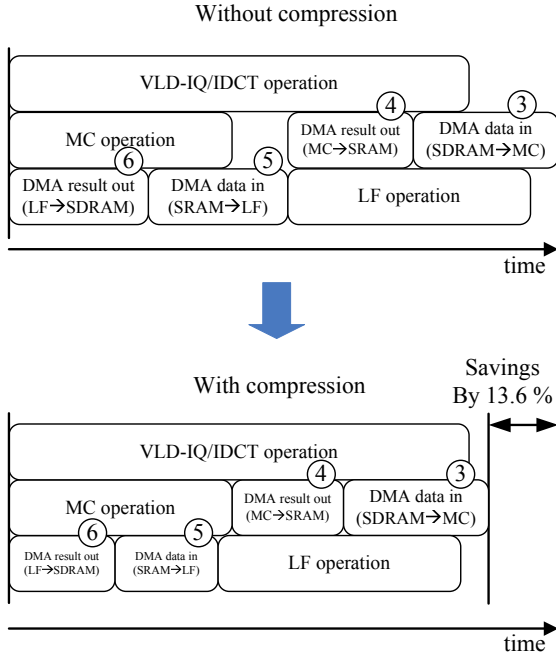 Without compression
VLD-IQ/IDCT operation
④
③
MC operation
DMA result out
(MC→SRAM)
DMA data in
(SDRAM→MC)
⑥
⑤
DMA result out
(LF→SDRAM)
DMA data in
(SRAM→LF)
LF operation
time
Savings
By 13.6 %
With compression
VLD-IQ/IDCT operation
④
③
MC operation
DMA result out
(MC→SRAM)
DMA data in
(SDRAM→MC)
⑥
⑤
DMA result out
(LF→SDRAM)
DMA data in
(SRAM→LF)
LF operation
time